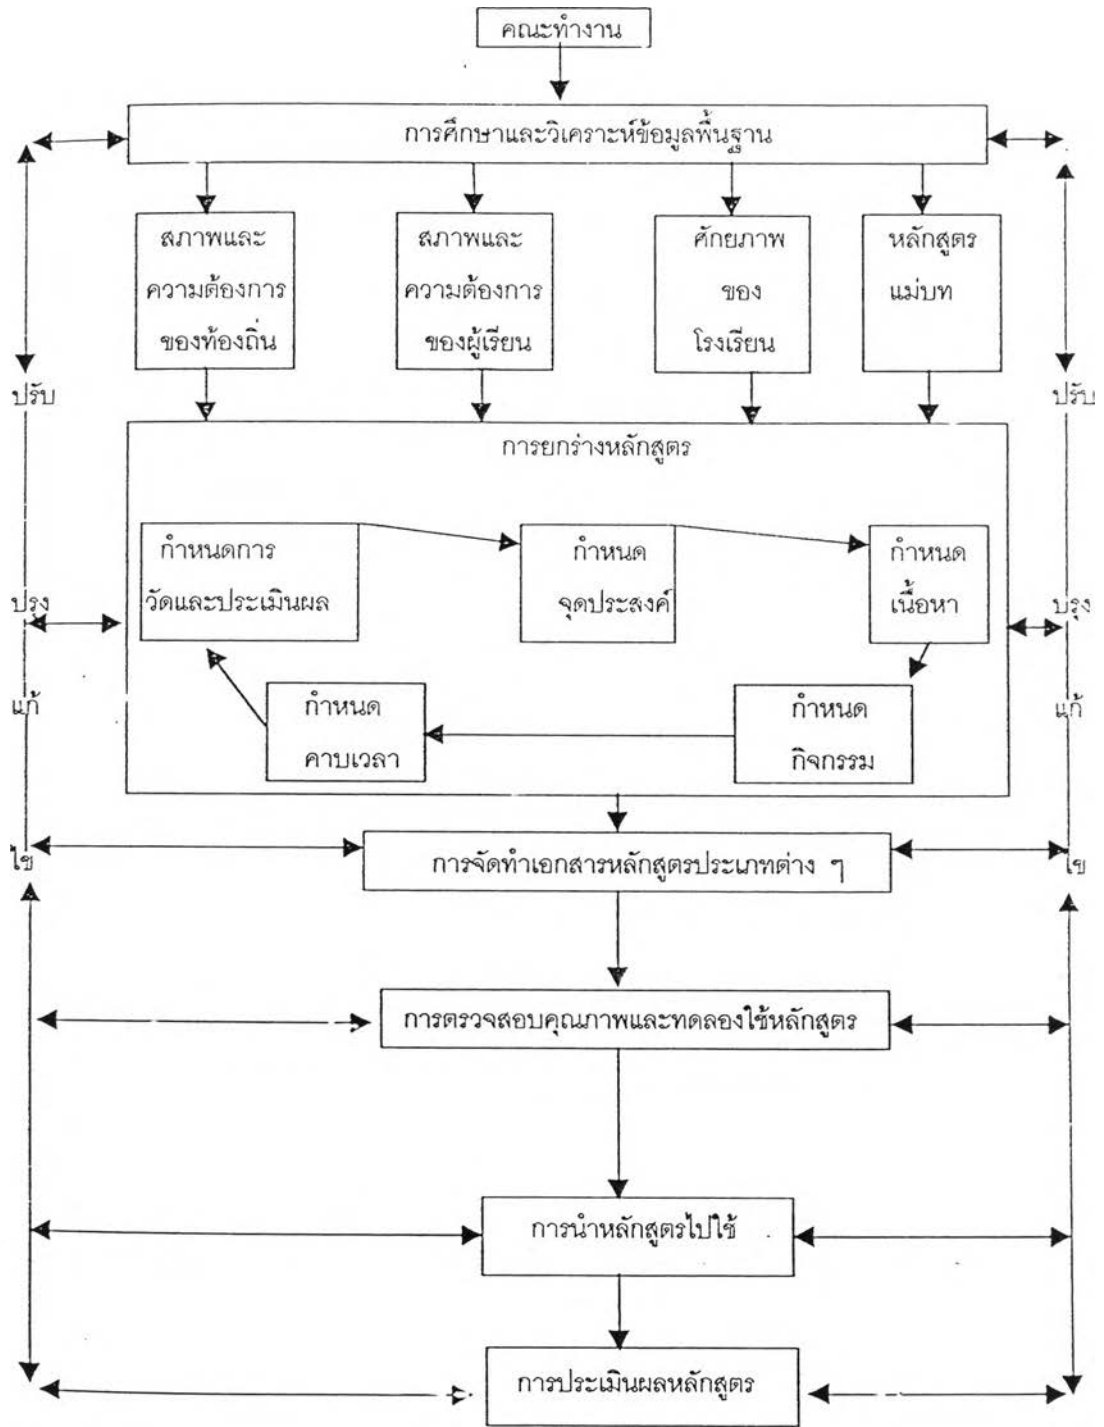 คณะทำงาน
การศึกษาและวิเคราะห์ข้อมูลพื้นฐาน
สภาพและ
ความต้องการ
ของท้องถิ่น
สภาพและ
ความต้องการ
ของผู้เรียน
ศักยภาพ
ของ
โรงเรียน
หลักสูตร
แม่บท
ปรับ
ปรุง
แก้
ไข
ปรับ
ปรุง
แก้
ไข
การยกร่างหลักสูตร
กำหนดการ
วัดและประเมินผล
กำหนด
จุดประสงค์
กำหนด
เนื้อหา
กำหนด
คาบเวลา
กำหนด
กิจกรรม
การจัดทำเอกสารหลักสูตรประเภทต่าง ๆ
การตรวจสอบคุณภาพและทดลองใช้หลักสูตร
การนำหลักสูตรไปใช้
การประเมินผลหลักสูตร